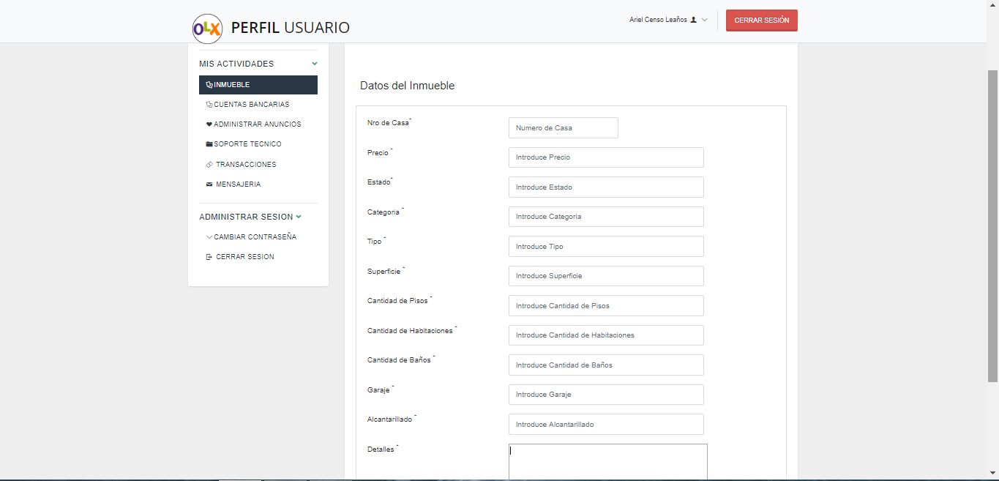 OLX PERFIL USUARIO
Ariel Censo Leaños
CERRAR SESIÓN
MIS ACTIVIDADES
INMUEBLE
CUENTAS BANCARIAS
ADMINISTRAR ANUNCIOS
SOPORTE TECNICO
TRANSACCIONES
MENSAJERIA
ADMINISTRAR SESION
CAMBIAR CONTRASEÑA
CERRAR SESION
Datos del Inmueble
Nro de Casa* Numero de Casa
Precio * Introduce Precio
Estado* Introduce Estado
Categoria * Introduce Categoria
Tipo * Introduce Tipo
Superficie * Introduce Superficie
Cantidad de Pisos * Introduce Cantidad de Pisos
Cantidad de Habitaciones * Introduce Cantidad de Habitaciones
Cantidad de Baños * Introduce Cantidad de Baños
Garaje * Introduce Garaje
Alcantarillado * Introduce Alcantarillado
Detalles *